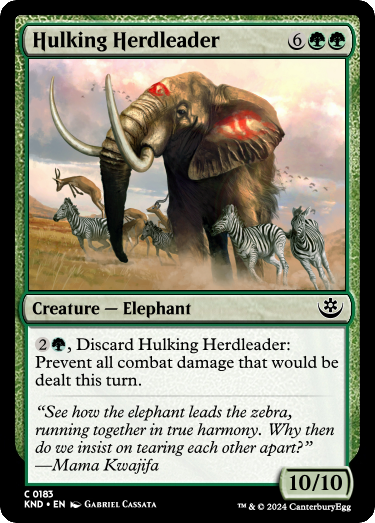 Hulking Herdleader 6
Creature — Elephant
2, Discard Hulking Herdleader:
Prevent all combat damage that would be
dealt this turn.
“See how the elephant leads the zebra,
running together in true harmony. Why then
do we insist on tearing each other apart?”
—Mama Kwajifa
10/10
C 0183
KND • EN GABRIEL CASSATA
™ & © 2024 CanterburyEgg